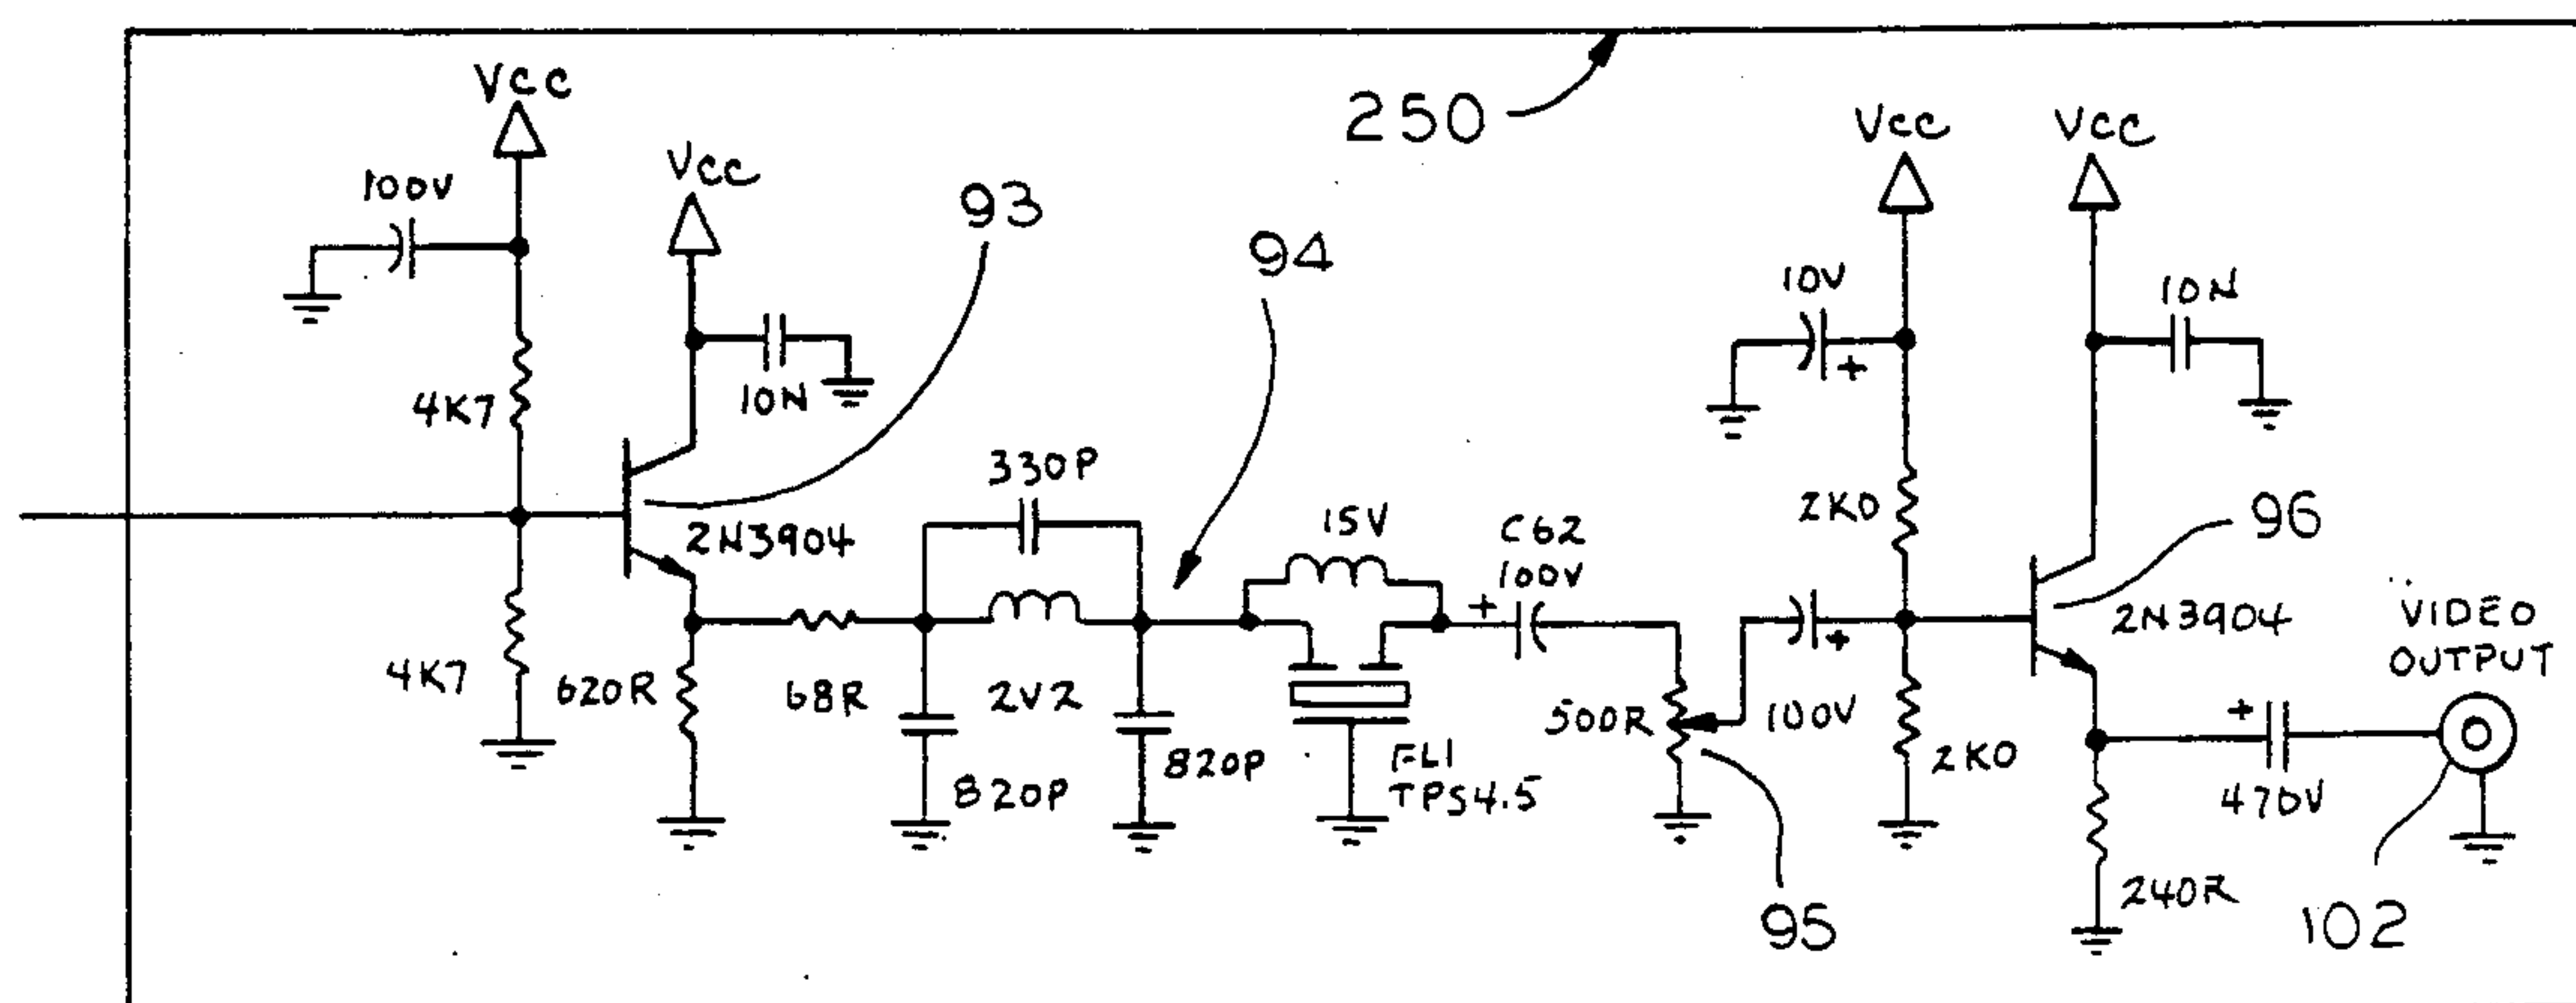 Vcc
Vcc
100V
93
250
Vcc
Vcc
94
10V
10N
4K7
10N
330P
2N3904
15V
C62
100V
2K0
96
2N3904
VIDEO
OUTPUT
4K7
620R
68R
2V2
820P
820P
FL1
TPS4.5
500R
100V
2K0
470V
240R
95
102